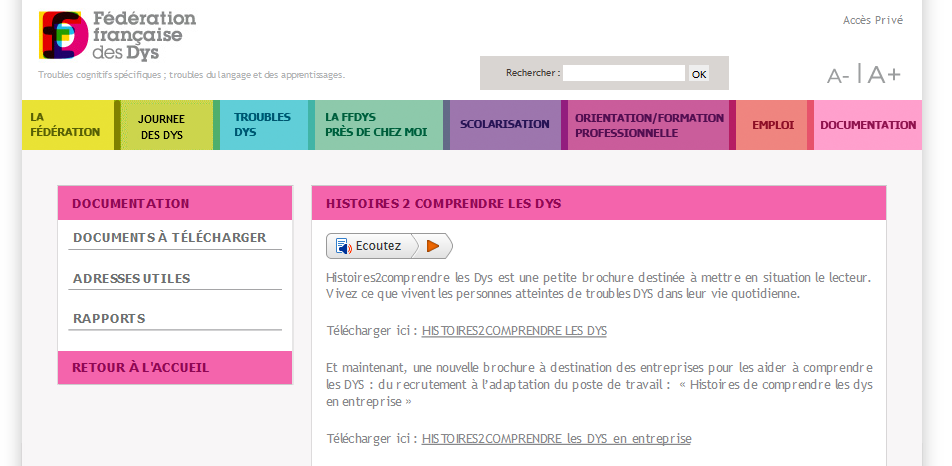 Fédération
française
des Dys
Troubles cognitifs spécifiques ; troubles du langage et des apprentissages.
Accès Privé
Rechercher :
OK
A- | A+
LA
FÉDÉRATION
JOURNEE
DES DYS
TROUBLES
DYS
LA FFDYS
PRÈS DE CHEZ MOI
SCOLARISATION
ORIENTATION/FORMATION
PROFESSIONNELLE
EMPLOI
DOCUMENTATION
DOCUMENTATION
DOCUMENTS À TÉLÉCHARGER
ADRESSES UTILES
RAPPORTS
RETOUR À L'ACCUEIL
HISTOIRES 2 COMPRENDRE LES DYS
Ecoutez
Histoires2comprendre les Dys est une petite brochure destinée à mettre en situation le lecteur.
Vivez ce que vivent les personnes atteintes de troubles DYS dans leur vie quotidienne.
Télécharger ici : HISTOIRES2COMPRENDRE LES DYS
Et maintenant, une nouvelle brochure à destination des entreprises pour les aider à comprendre
les DYS : du recrutement à l'adaptation du poste de travail : « Histoires de comprendre les dys
en entreprise »
Télécharger ici : HISTOIRES2COMPRENDRE les DYS en entreprise